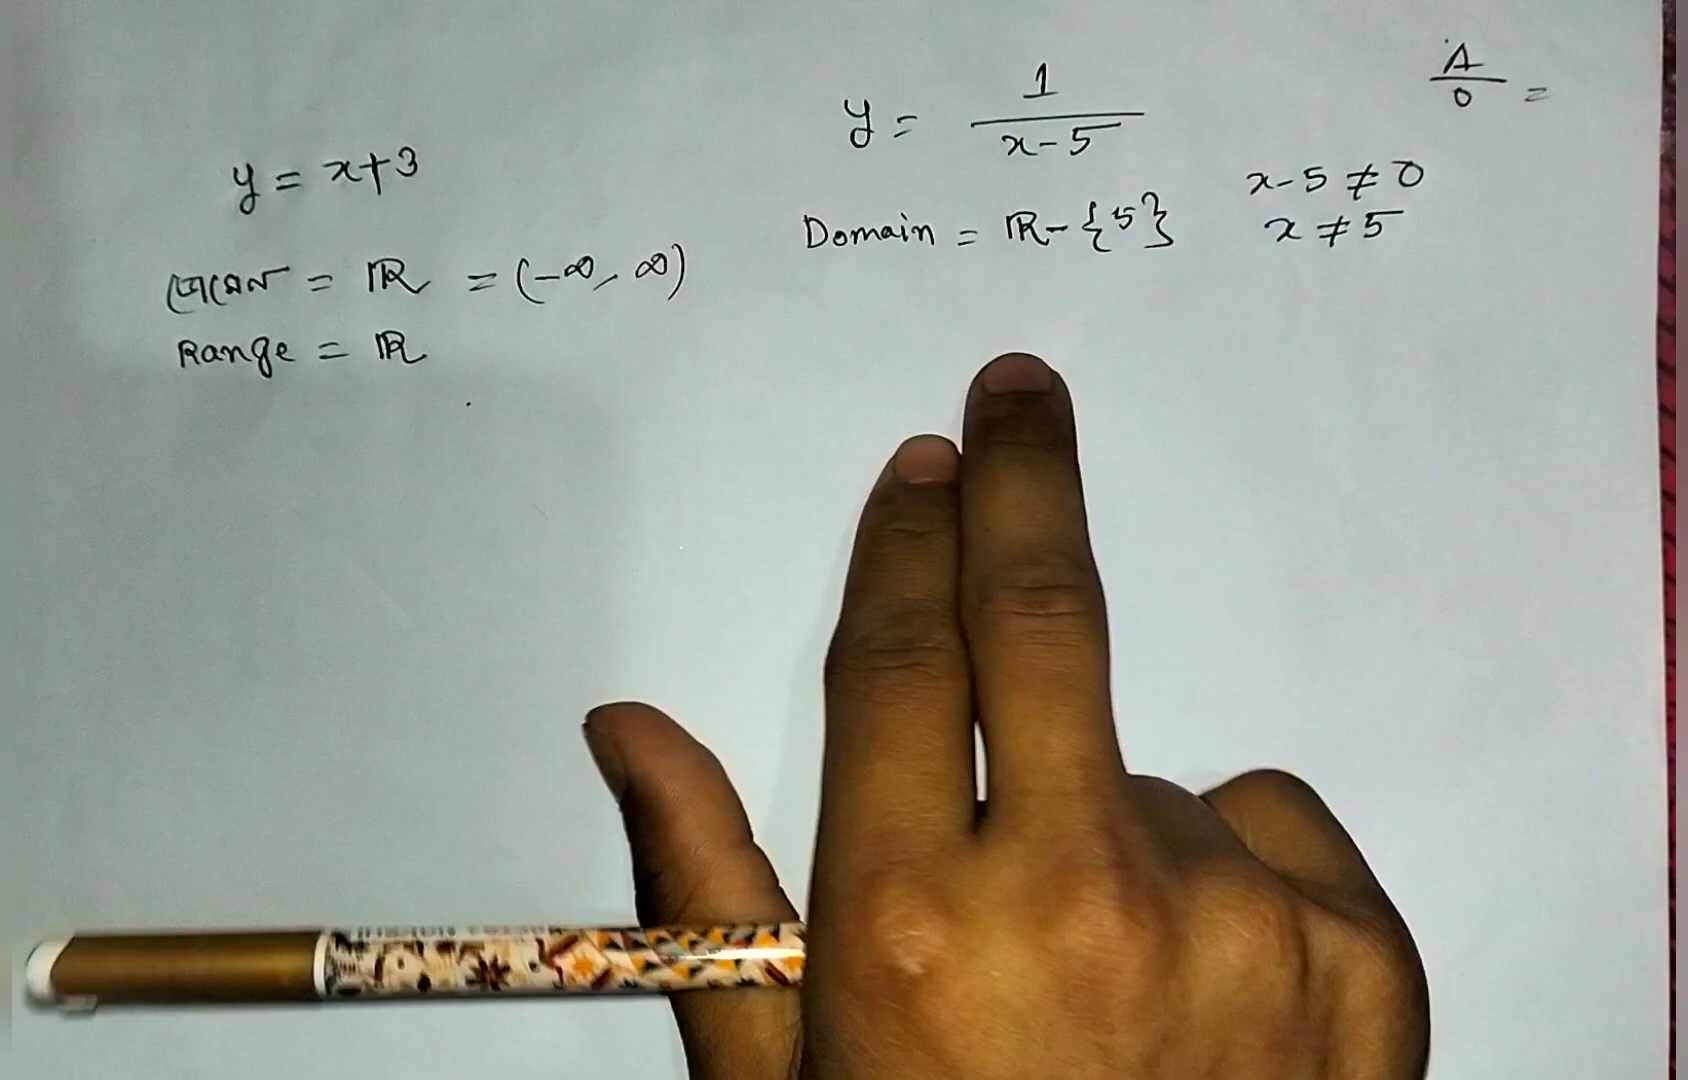 y = x+3
ডোমেন = ℝ = (-∞, ∞)
Range = ℝ
y = 1/(x-5)
Domain = ℝ - {5}
A/0 =
x-5 ≠ 0
x ≠ 5